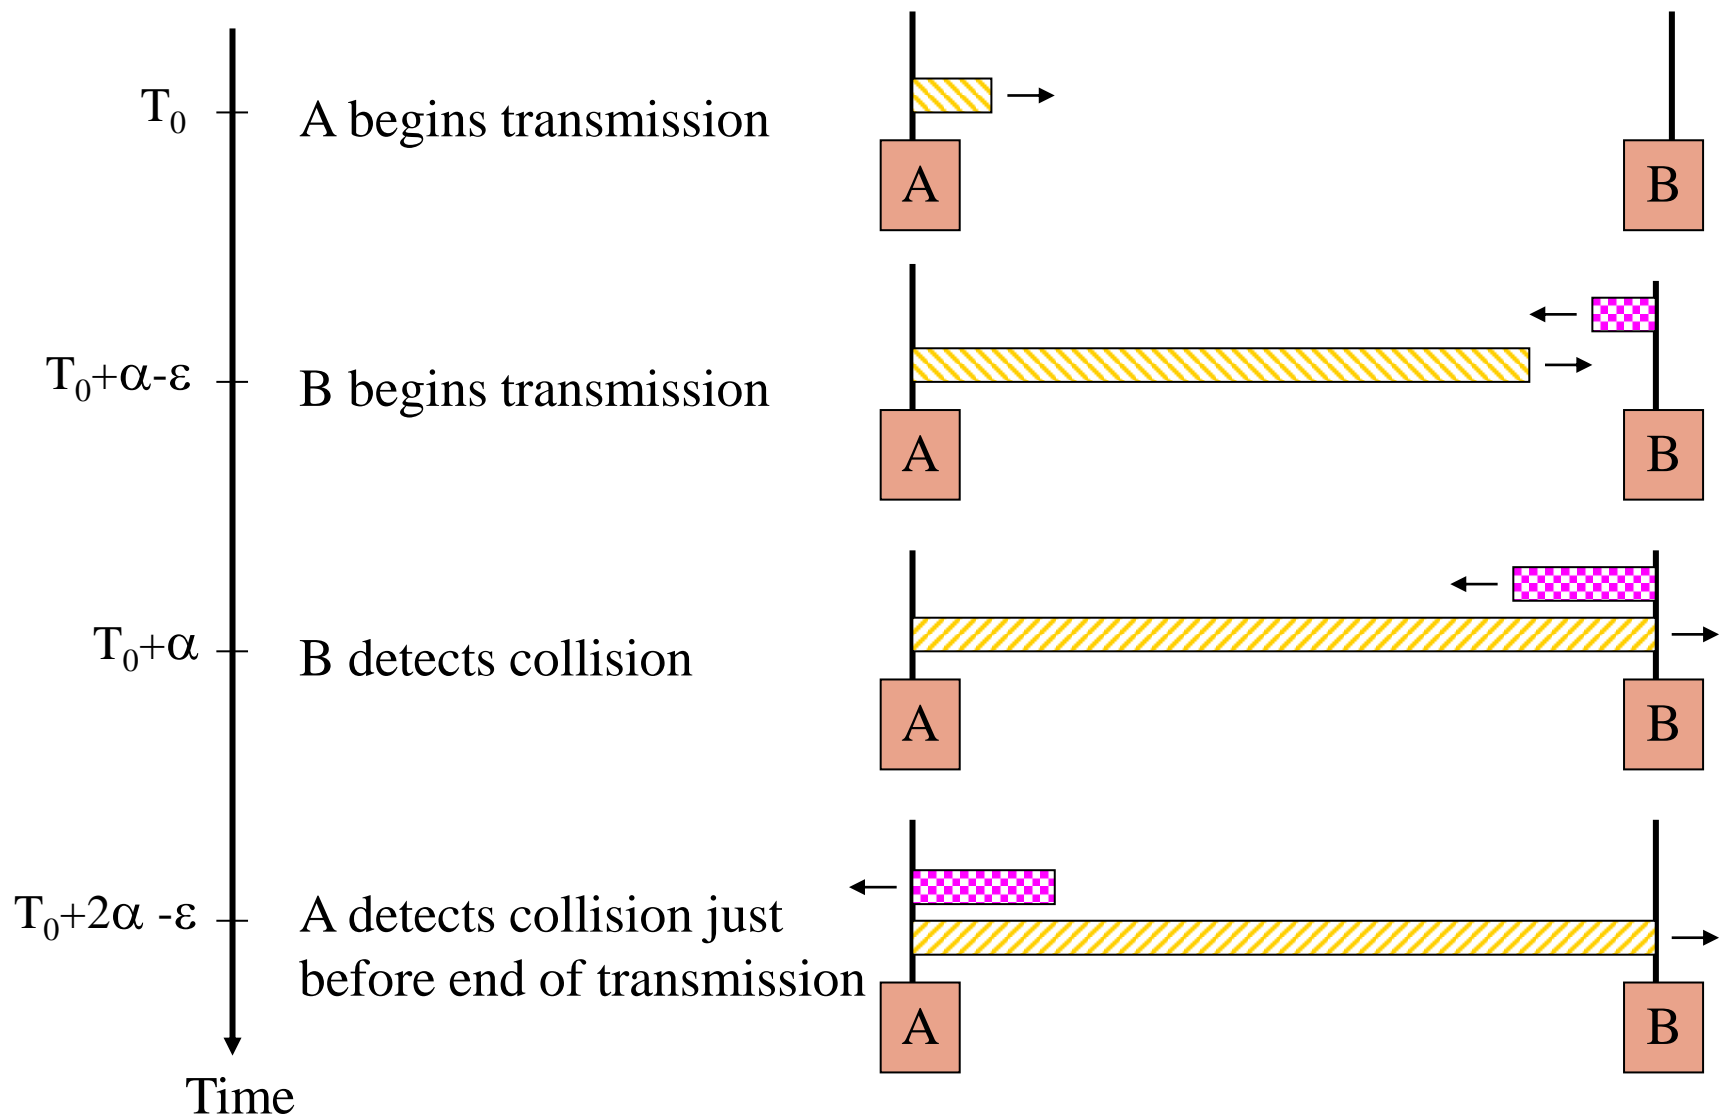 T₀
A begins transmission
A
B
T₀+α-ε
B begins transmission
A
B
T₀+α
B detects collision
A
B
T₀+2α -ε
A detects collision just
before end of transmission
A
B
Time